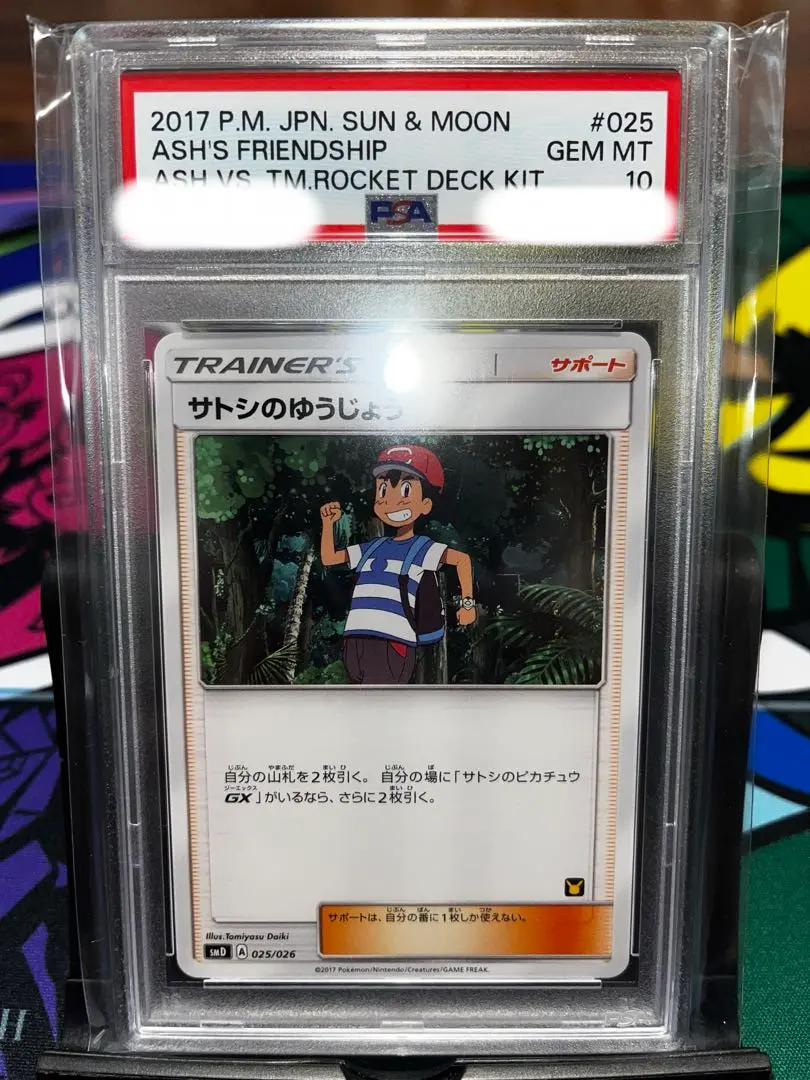 2017 P.M. JPN. SUN & MOON #025
ASH'S FRIENDSHIP GEM MT
ASH VS. TM.ROCKET DECK KIT 10
PSA
TRAINER'S サポート
サトシのゆうじょう
自分の山札を2枚引く。自分の場に「サトシのピカチュウ
GX」がいるなら、さらに2枚引く。
サポートは、自分の番に1枚しか使えない。
Illus.Tomiyasu Daiki
SMD A 025/026
©2017 Pokémon/Nintendo/Creatures/GAME FREAK.